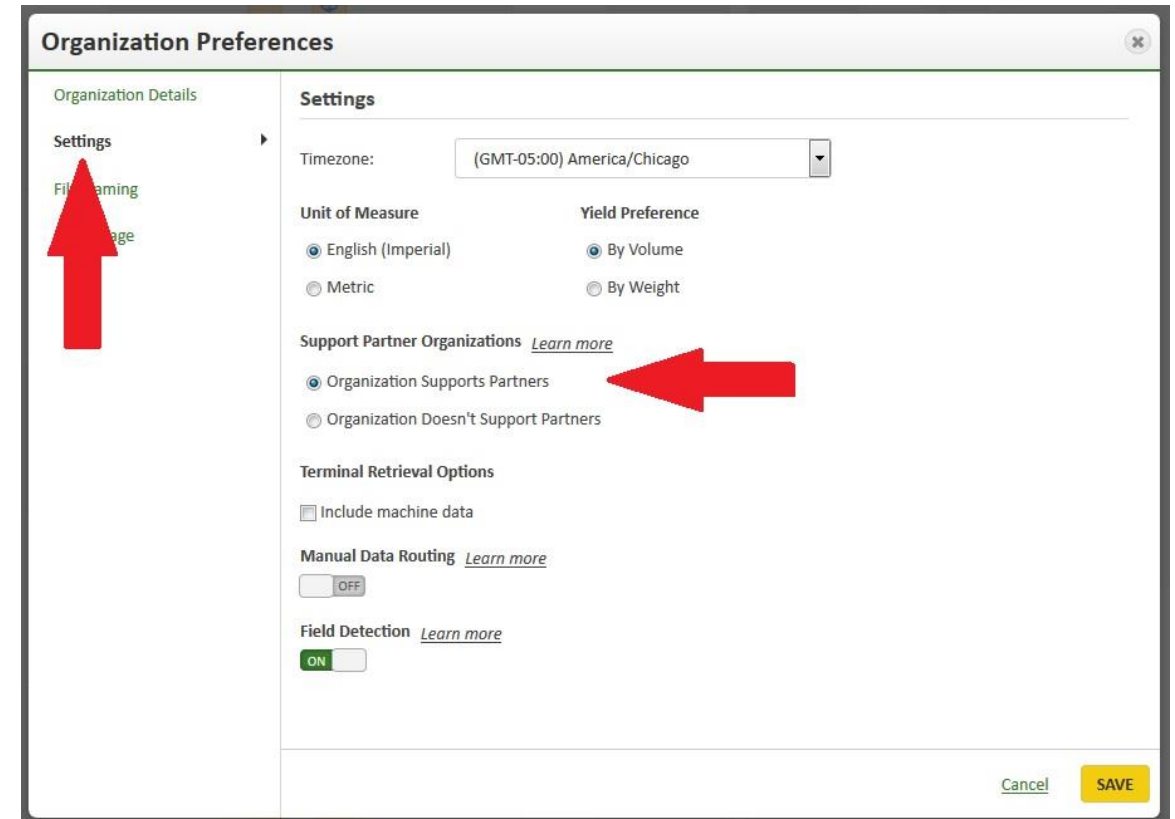 Organization Preferences
Organization Details
Settings
Settings
Timezone: (GMT-05:00) America/Chicago
Unit of Measure Yield Preference
English (Imperial) By Volume
Metric By Weight
Support Partner Organizations Learn more
Organization Supports Partners
Organization Doesn't Support Partners
Terminal Retrieval Options
Include machine data
Manual Data Routing Learn more
OFF
Field Detection Learn more
ON
Cancel SAVE